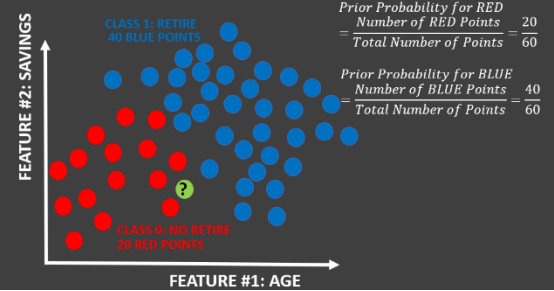 CLASS 1: RETIRE
40 BLUE POINTS
Prior Probability for RED
= Number of RED Points / Total Number of Points = 20 / 60
Prior Probability for BLUE
= Number of BLUE Points / Total Number of Points = 40 / 60
FEATURE #2: SAVINGS
?
CLASS 0: NO RETIRE
20 RED POINTS
FEATURE #1: AGE